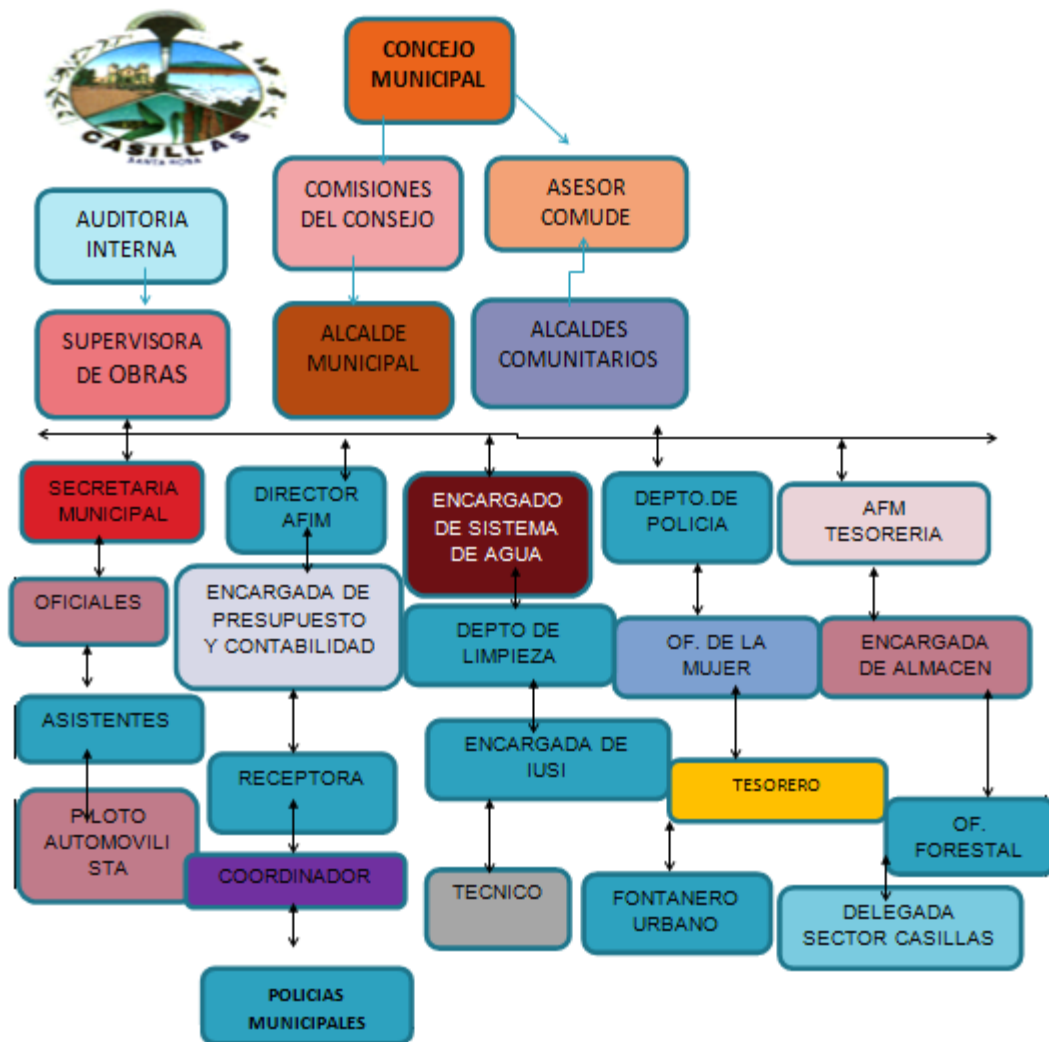 CASILLAS
SANTA ROSA
CONCEJO
MUNICIPAL
COMISIONES
DEL CONSEJO
ASESOR
COMUDE
AUDITORIA
INTERNA
SUPERVISORA
DE OBRAS
ALCALDE
MUNICIPAL
ALCALDES
COMUNITARIOS
SECRETARIA
MUNICIPAL
DIRECTOR
AFIM
ENCARGADO
DE SISTEMA
DE AGUA
DEPTO.DE
POLICIA
AFM
TESORERIA
OFICIALES
ENCARGADA DE
PRESUPUESTO
Y CONTABILIDAD
DEPTO DE
LIMPIEZA
OF. DE LA
MUJER
ENCARGADA
DE ALMACEN
ASISTENTES
RECEPTORA
ENCARGADA DE
IUSI
TESORERO
OF.
FORESTAL
PILOTO
AUTOMOVILI
STA
COORDINADOR
TECNICO
FONTANERO
URBANO
DELEGADA
SECTOR CASILLAS
POLICIAS
MUNICIPALES